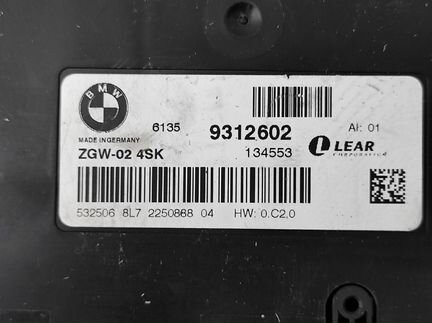 BMW
6135 9312602 AI: 01
MADE IN GERMANY
ZGW-02 4SK 134553 LEAR
CORPORATION
532506 8L7 2250868 04 HW: 0.C2.0